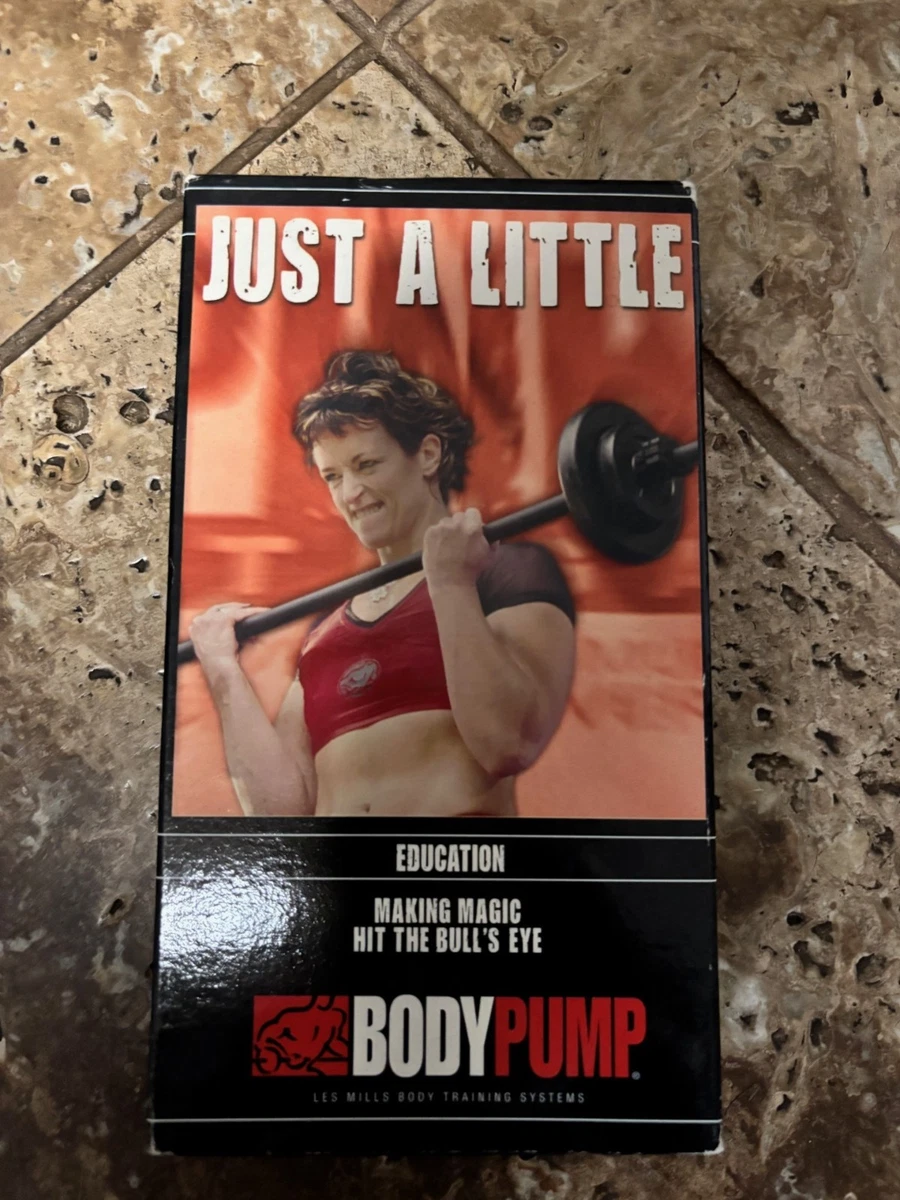 JUST A LITTLE
EDUCATION
MAKING MAGIC
HIT THE BULL'S EYE
BODYPUMP®
LES MILLS BODY TRAINING SYSTEMS